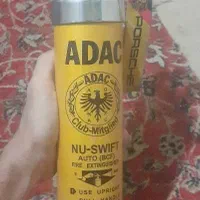 ADAC
PORSCHE
ADAC
Club-Mitglied
NU-SWIFT
AUTO (BCF)
FIRE EXTINGUISHER
USE UPRIGHT